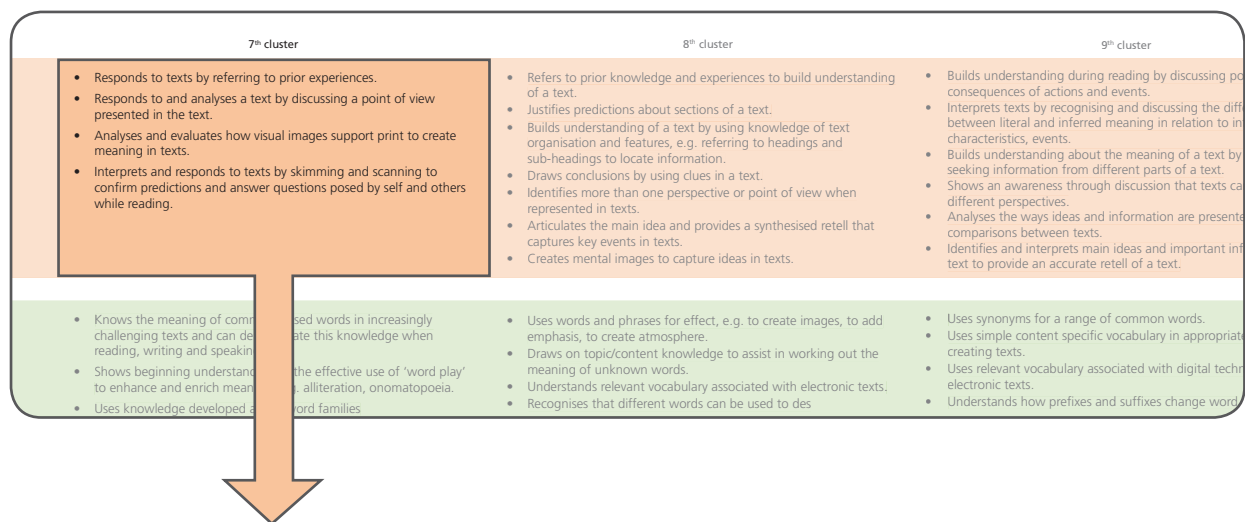 7th cluster
8th cluster
9th cluster
• Responds to texts by referring to prior experiences.
• Responds to and analyses a text by discussing a point of view
presented in the text.
• Analyses and evaluates how visual images support print to create
meaning in texts.
• Interprets and responds to texts by skimming and scanning to
confirm predictions and answer questions posed by self and others
while reading.
• Refers to prior knowledge and experiences to build understanding
of a text.
• Justifies predictions about sections of a text.
• Builds understanding of a text by using knowledge of text
organisation and features, e.g. referring to headings and
sub-headings to locate information.
• Draws conclusions by using clues in a text.
• Identifies more than one perspective or point of view when
represented in texts.
• Articulates the main idea and provides a synthesised retell that
captures key events in texts.
• Creates mental images to capture ideas in texts.
• Builds understanding during reading by discussing
consequences of actions and events.
• Interprets texts by recognising and discussing the
between literal and inferred meaning in relation to
characteristics, events.
• Builds understanding about the meaning of a text by
seeking information from different parts of a text.
• Shows an awareness through discussion that texts
different perspectives.
• Analyses the ways ideas and information are
comparisons between texts.
• Identifies and interprets main ideas and important
text to provide an accurate retell of a text.
• Knows the meaning of words in increasingly
challenging texts and can this knowledge when
reading, writing and
• Shows beginning the effective use of ‘word play’
to enhance and enrich alliteration, onomatopoeia.
• Uses knowledge developed word families
• Uses words and phrases for effect, e.g. to create images, to add
emphasis, to create atmosphere.
• Draws on topic/content knowledge to assist in working out the
meaning of unknown words.
• Understands relevant vocabulary associated with electronic texts.
• Recognises that different words can be used to des
• Uses synonyms for a range of common words.
• Uses simple content specific vocabulary in
creating texts.
• Uses relevant vocabulary associated with digital
electronic texts.
• Understands how prefixes and suffixes change word